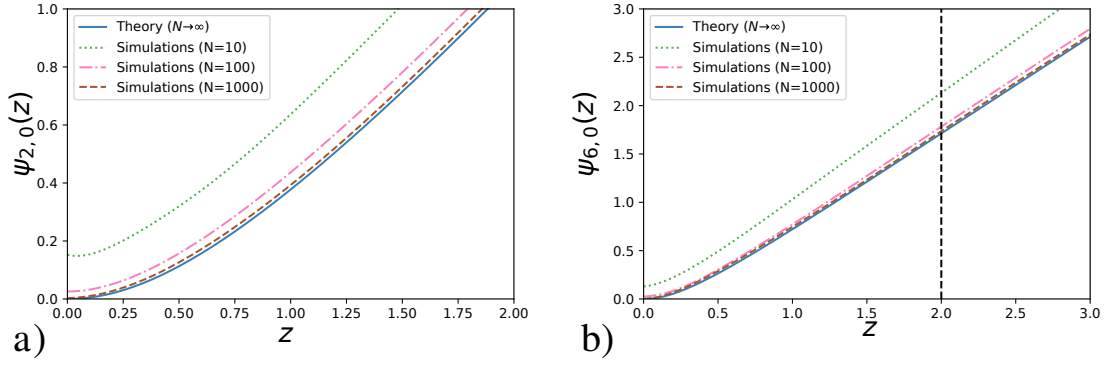 1.0
0.8
0.6
0.4
0.2
0.0
ψ2,0(z)
Theory (N→∞)
Simulations (N=10)
Simulations (N=100)
Simulations (N=1000)
0.00 0.25 0.50 0.75 1.00 1.25 1.50 1.75 2.00
z
a)
3.0
2.5
2.0
1.5
1.0
0.5
0.0
ψ6,0(z)
Theory (N→∞)
Simulations (N=10)
Simulations (N=100)
Simulations (N=1000)
0.0 0.5 1.0 1.5 2.0 2.5 3.0
z
b)